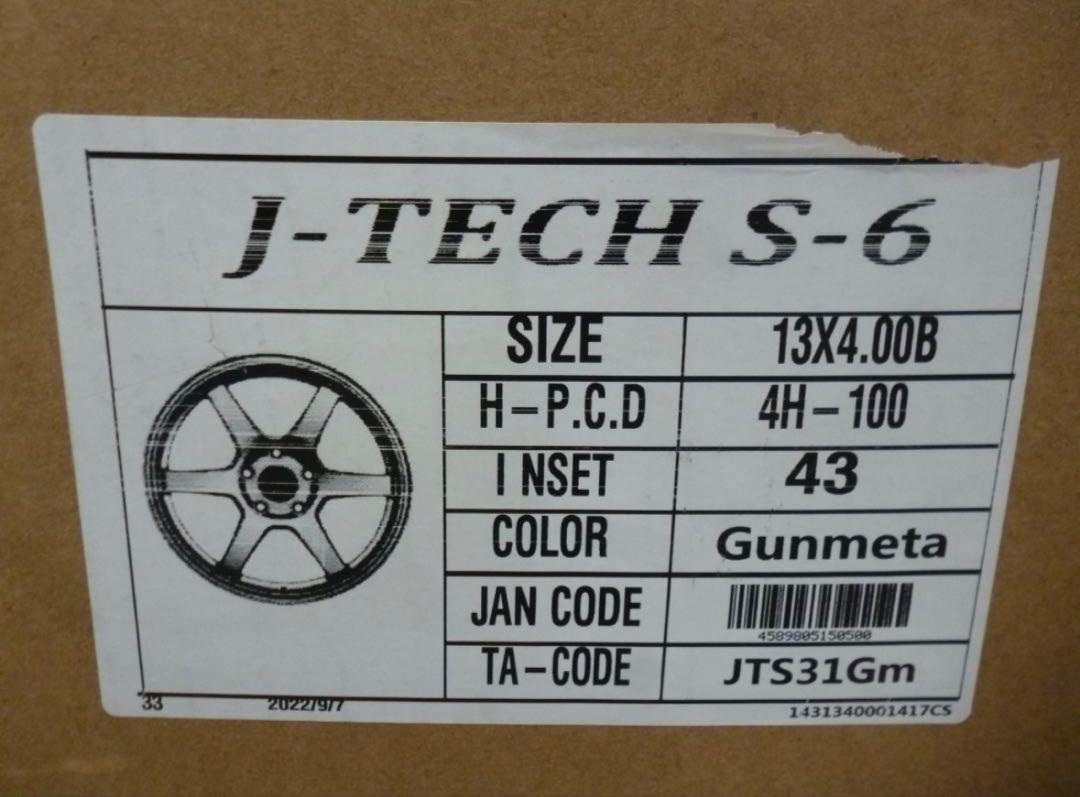 J-TECH S-6
SIZE 13X4.00B
H-P.C.D 4H-100
INSET 43
COLOR Gunmeta
JAN CODE 4589805150500
TA-CODE JTS31Gm
33 2022/9/7 1431340001417CS